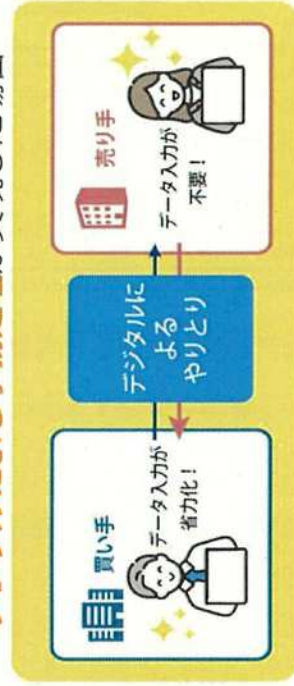 買い手
データ入力が
省力化！
デジタルに
よる
やりとり
売り手
データ入力が
不要！